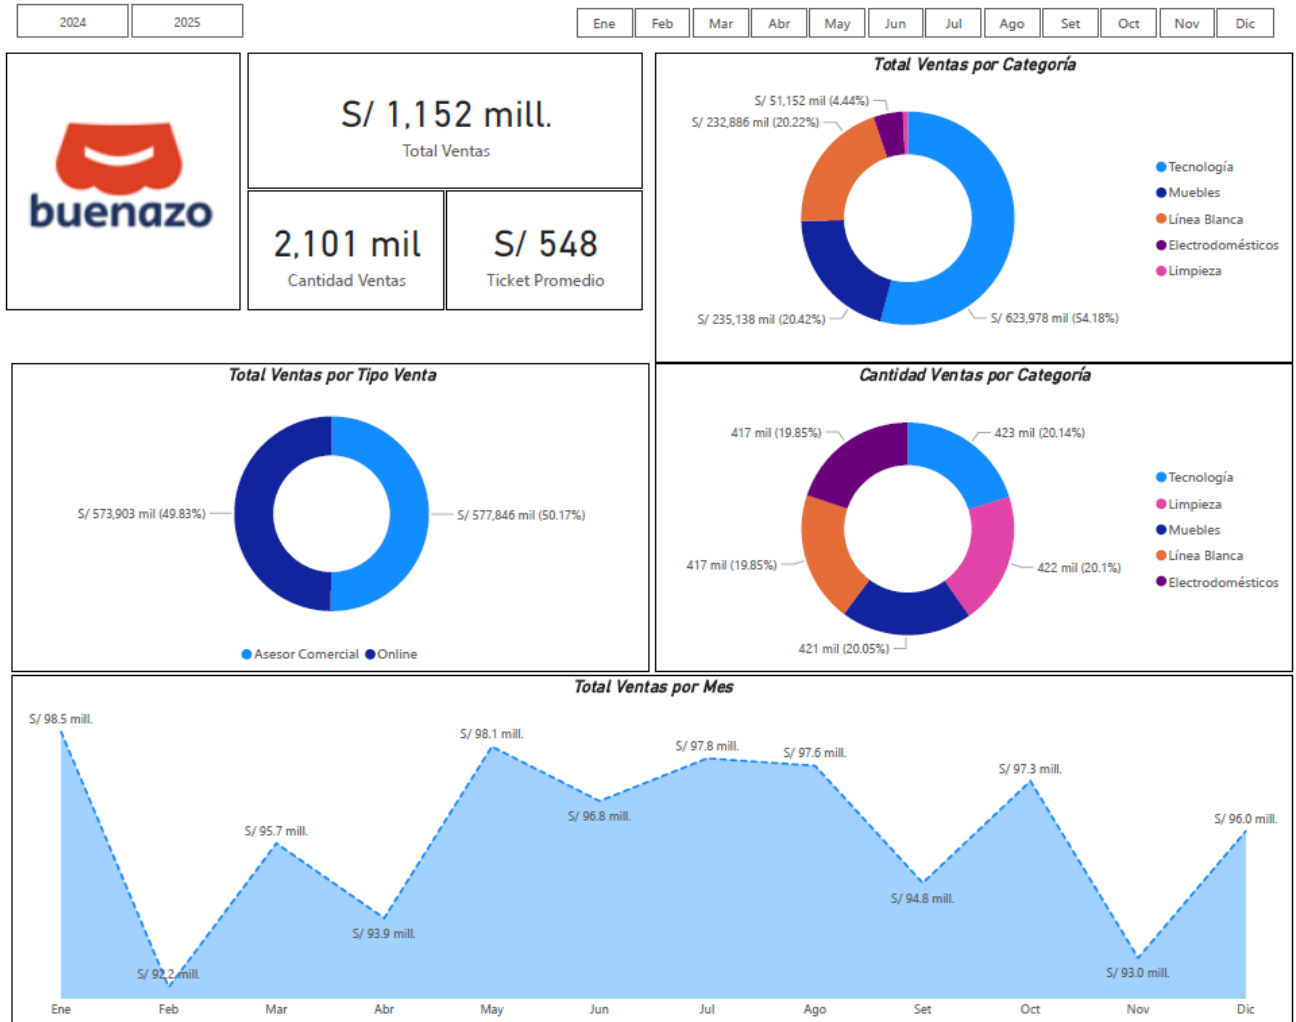 2024
2025
Ene
Feb
Mar
Abr
May
Jun
Jul
Ago
Set
Oct
Nov
Dic
buenazo
S/ 1,152 mill.
Total Ventas
2,101 mil
Cantidad Ventas
S/ 548
Ticket Promedio
Total Ventas por Categoría
S/ 51,152 mil (4.44%)
S/ 232,886 mil (20.22%)
S/ 235,138 mil (20.42%)
S/ 623,978 mil (54.18%)
Tecnología
Muebles
Línea Blanca
Electrodomésticos
Limpieza
Total Ventas por Tipo Venta
S/ 573,903 mil (49.83%)
S/ 577,846 mil (50.17%)
Asesor Comercial
Online
Cantidad Ventas por Categoría
417 mil (19.85%)
423 mil (20.14%)
417 mil (19.85%)
422 mil (20.1%)
421 mil (20.05%)
Tecnología
Limpieza
Muebles
Línea Blanca
Electrodomésticos
Total Ventas por Mes
S/ 98.5 mill.
S/ 92.2 mill.
S/ 95.7 mill.
S/ 93.9 mill.
S/ 98.1 mill.
S/ 96.8 mill.
S/ 97.8 mill.
S/ 97.6 mill.
S/ 94.8 mill.
S/ 97.3 mill.
S/ 93.0 mill.
S/ 96.0 mill.
Ene
Feb
Mar
Abr
May
Jun
Jul
Ago
Set
Oct
Nov
Dic